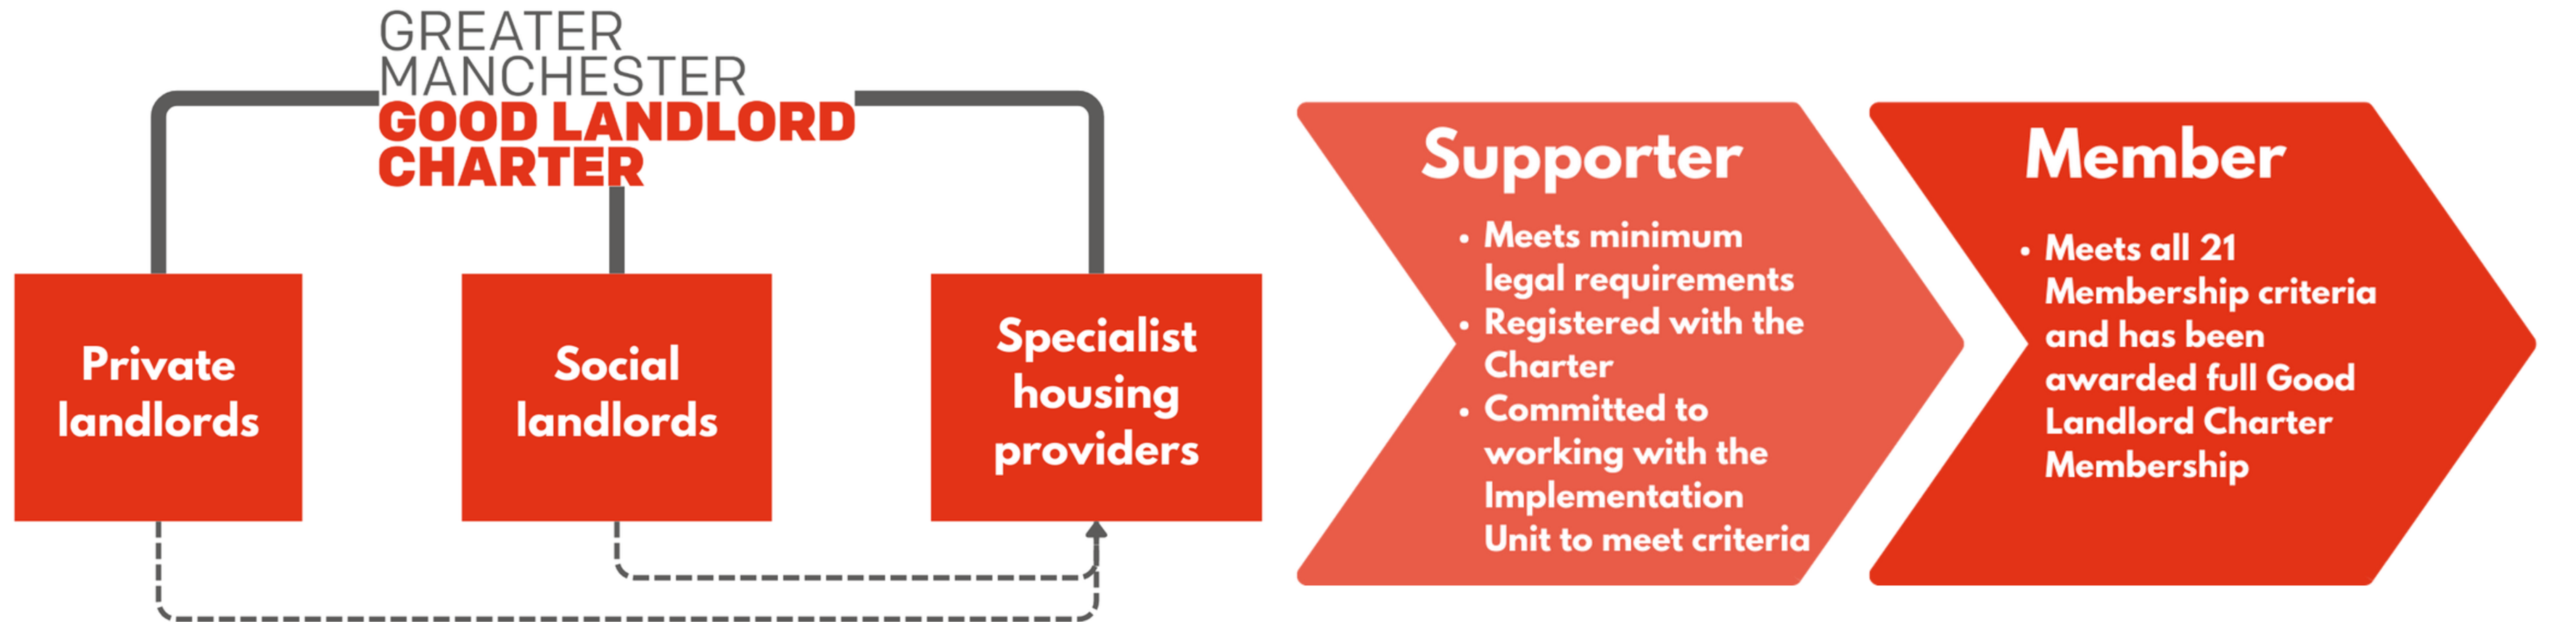 GREATER
MANCHESTER
GOOD LANDLORD
CHARTER
Private
landlords
Social
landlords
Specialist
housing
providers
Supporter
• Meets minimum
legal requirements
• Registered with the
Charter
• Committed to
working with the
Implementation
Unit to meet criteria
Member
• Meets all 21
Membership criteria
and has been
awarded full Good
Landlord Charter
Membership